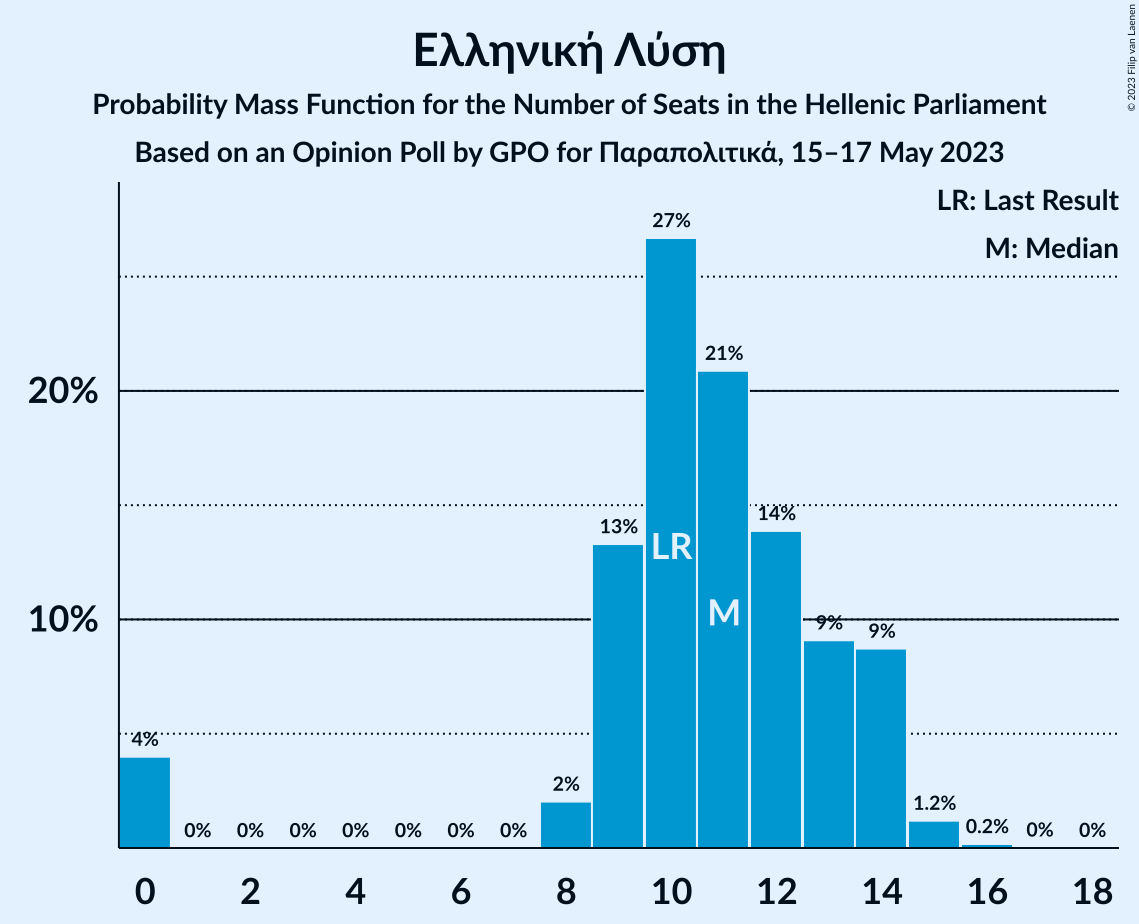 Ελληνική Λύση
Probability Mass Function for the Number of Seats in the Hellenic Parliament
Based on an Opinion Poll by GPO for Παραπολιτικά, 15–17 May 2023
© 2023 Filip van Laenen
LR: Last Result
M: Median
27%
21%
20%
14%
13%
LR
M
10%
9%
9%
4%
2%
1.2%
0.2%
0% 0% 0% 0% 0% 0% 0% 0% 0%
0 2 4 6 8 10 12 14 16 18